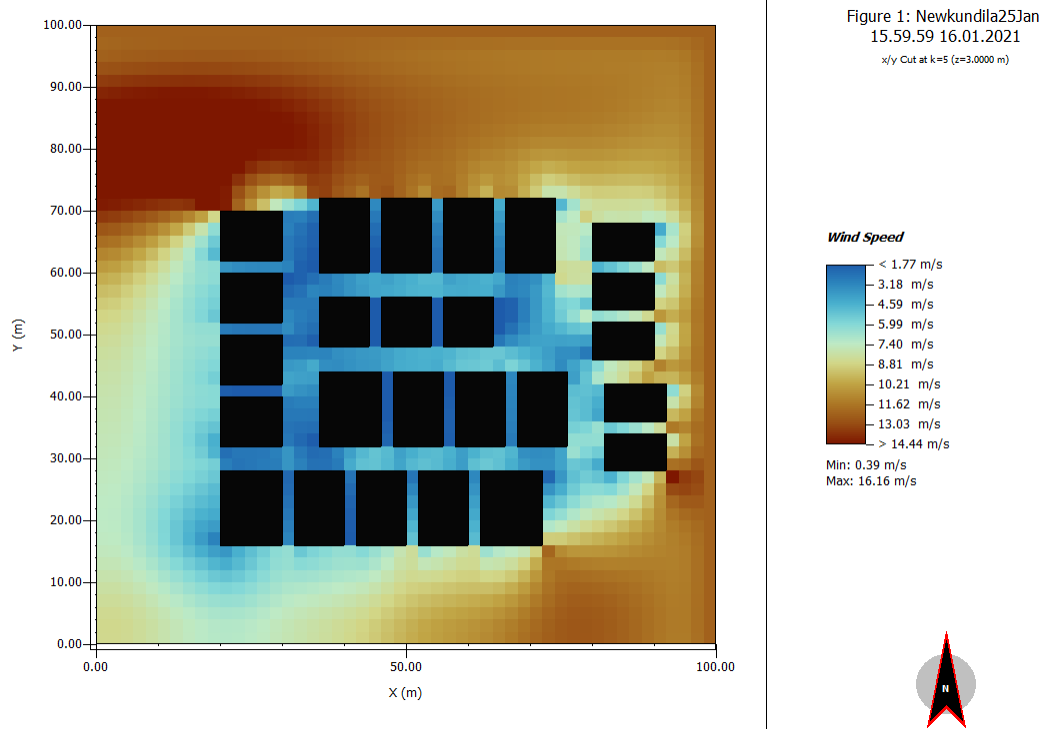 Figure 1: Newkundila25Jan
15.59.59 16.01.2021
x/y Cut at k=5 (z=3.0000 m)
100.00
90.00
80.00
70.00
60.00
50.00
40.00
30.00
20.00
10.00
0.00
Y (m)
0.00 50.00 100.00
X (m)
Wind Speed
< 1.77 m/s
3.18 m/s
4.59 m/s
5.99 m/s
7.40 m/s
8.81 m/s
10.21 m/s
11.62 m/s
13.03 m/s
> 14.44 m/s
Min: 0.39 m/s
Max: 16.16 m/s
N